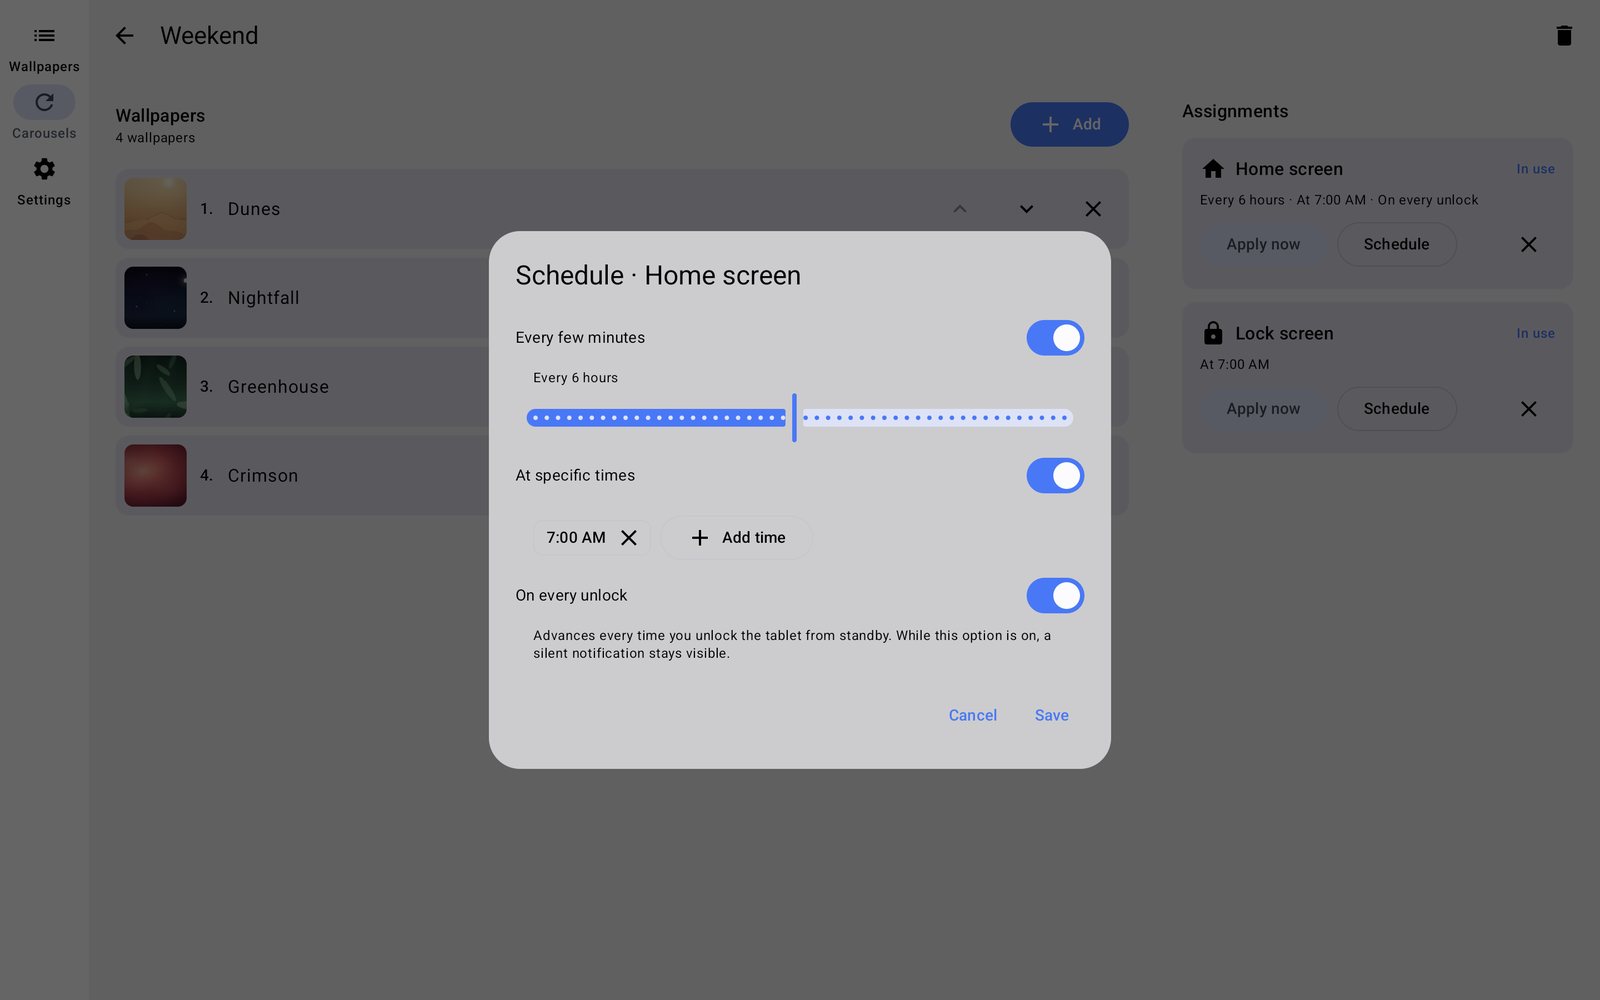 Wallpapers
Carousels
Settings
Weekend
Wallpapers
4 wallpapers
Add
1. Dunes
2. Nightfall
3. Greenhouse
4. Crimson
Assignments
Home screen
In use
Every 6 hours · At 7:00 AM · On every unlock
Apply now
Schedule
Lock screen
In use
At 7:00 AM
Apply now
Schedule
Schedule · Home screen
Every few minutes
Every 6 hours
At specific times
7:00 AM
Add time
On every unlock
Advances every time you unlock the tablet from standby. While this option is on, a
silent notification stays visible.
Cancel
Save